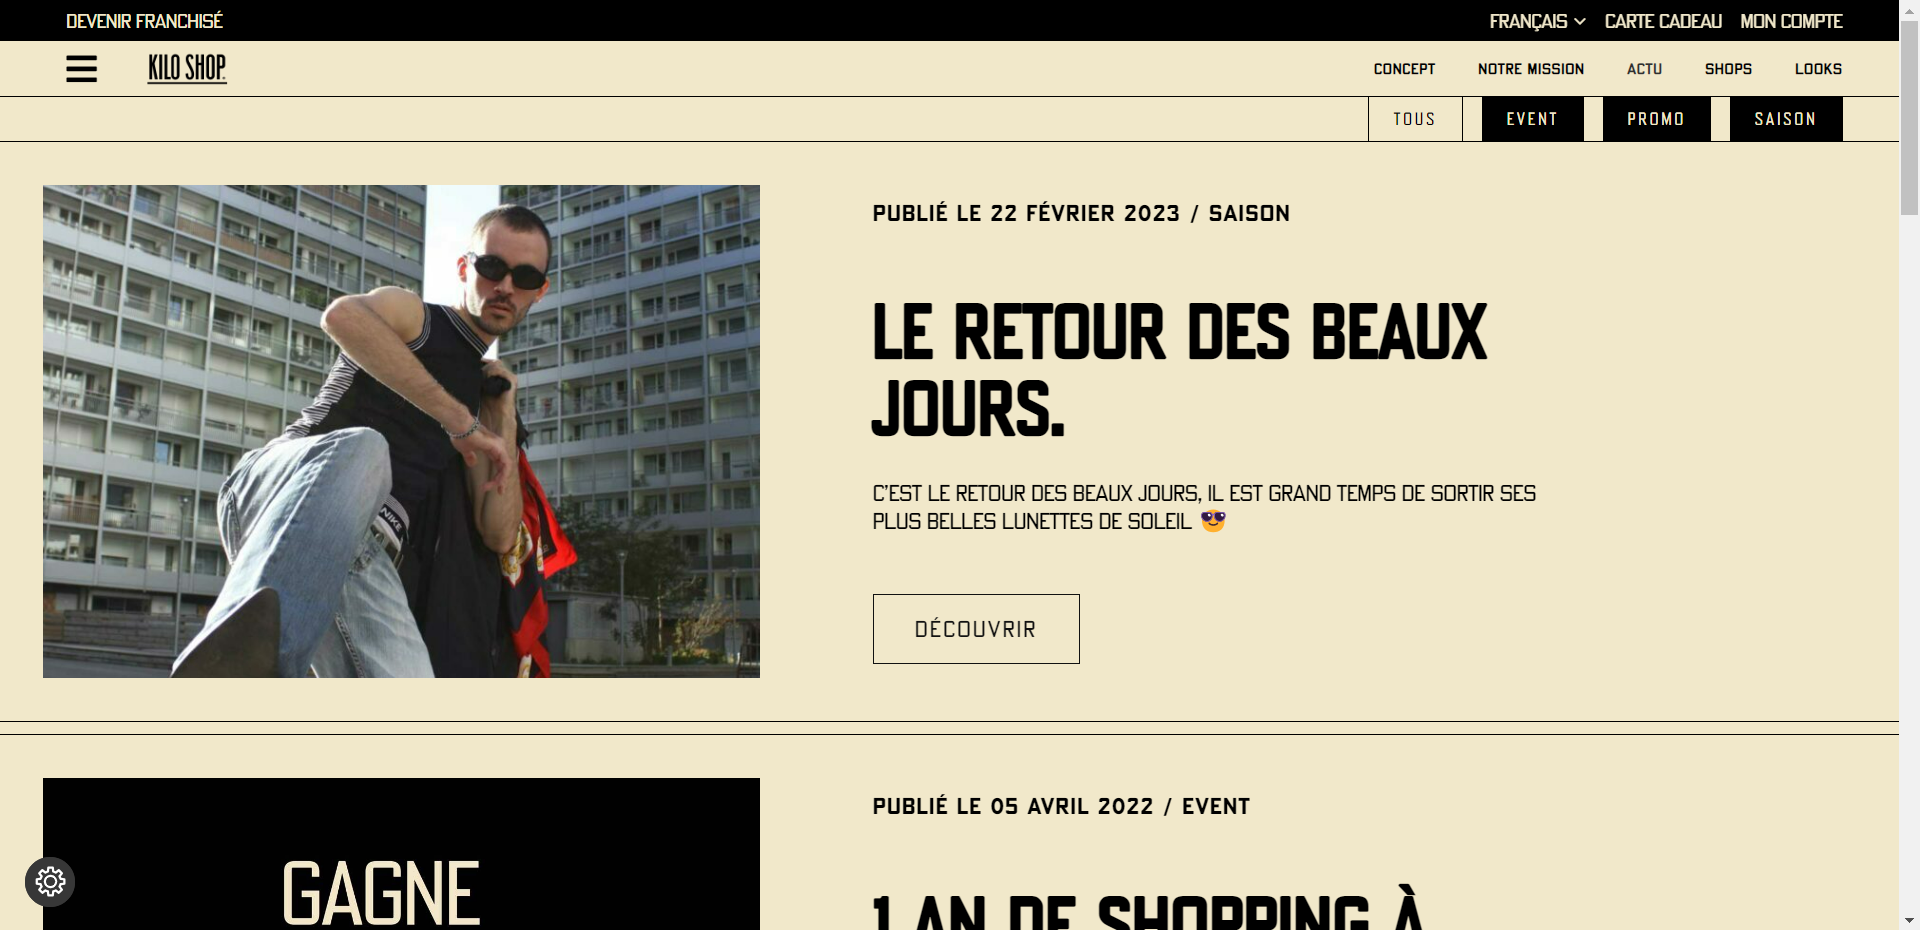 DEVENIR FRANCHISÉ
FRANÇAIS CARTE CADEAU MON COMPTE
KILO SHOP.
CONCEPT NOTRE MISSION ACTU SHOPS LOOKS
TOUS EVENT PROMO SAISON
PUBLIÉ LE 22 FÉVRIER 2023 / SAISON
LE RETOUR DES BEAUX
JOURS.
C'EST LE RETOUR DES BEAUX JOURS, IL EST GRAND TEMPS DE SORTIR SES
PLUS BELLES LUNETTES DE SOLEIL 😎
NIKE
DÉCOUVRIR
PUBLIÉ LE 05 AVRIL 2022 / EVENT
GAGNE
1 AN DE SHOPPING À